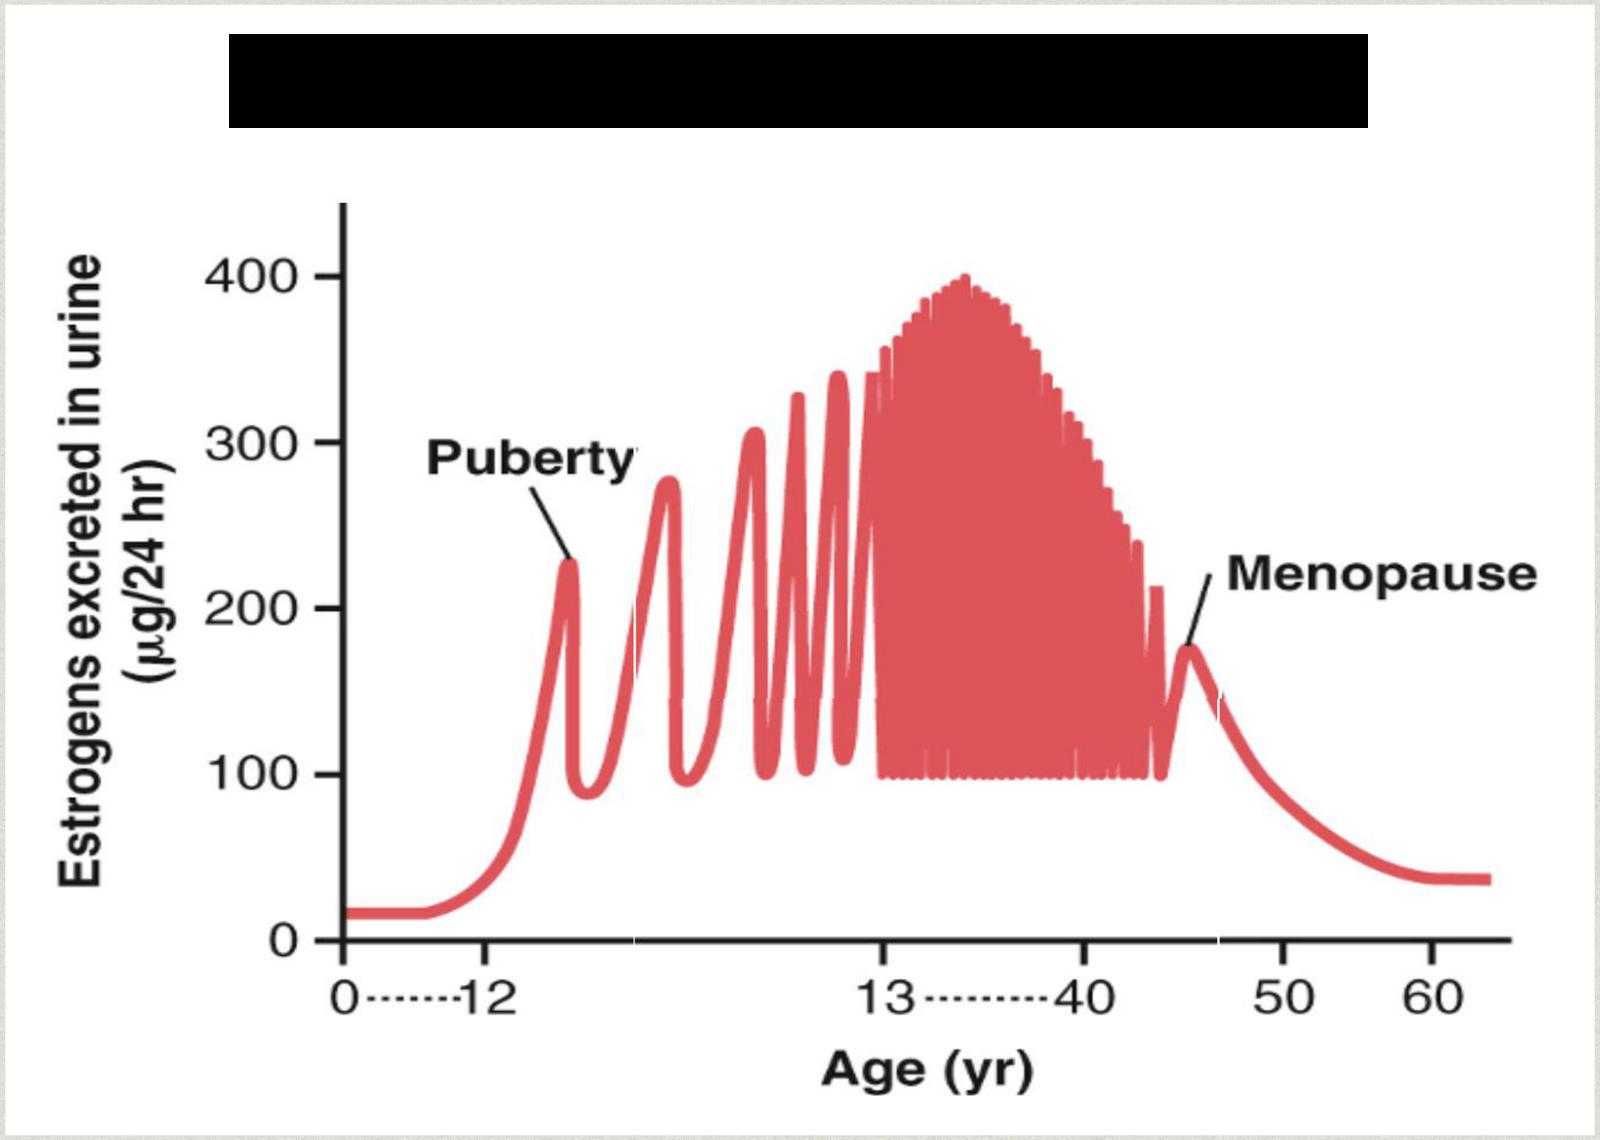 Estrogens excreted in urine
(μg/24 hr)
400
300
200
100
0
Puberty
Menopause
0-------12
13---------40
50
60
Age (yr)